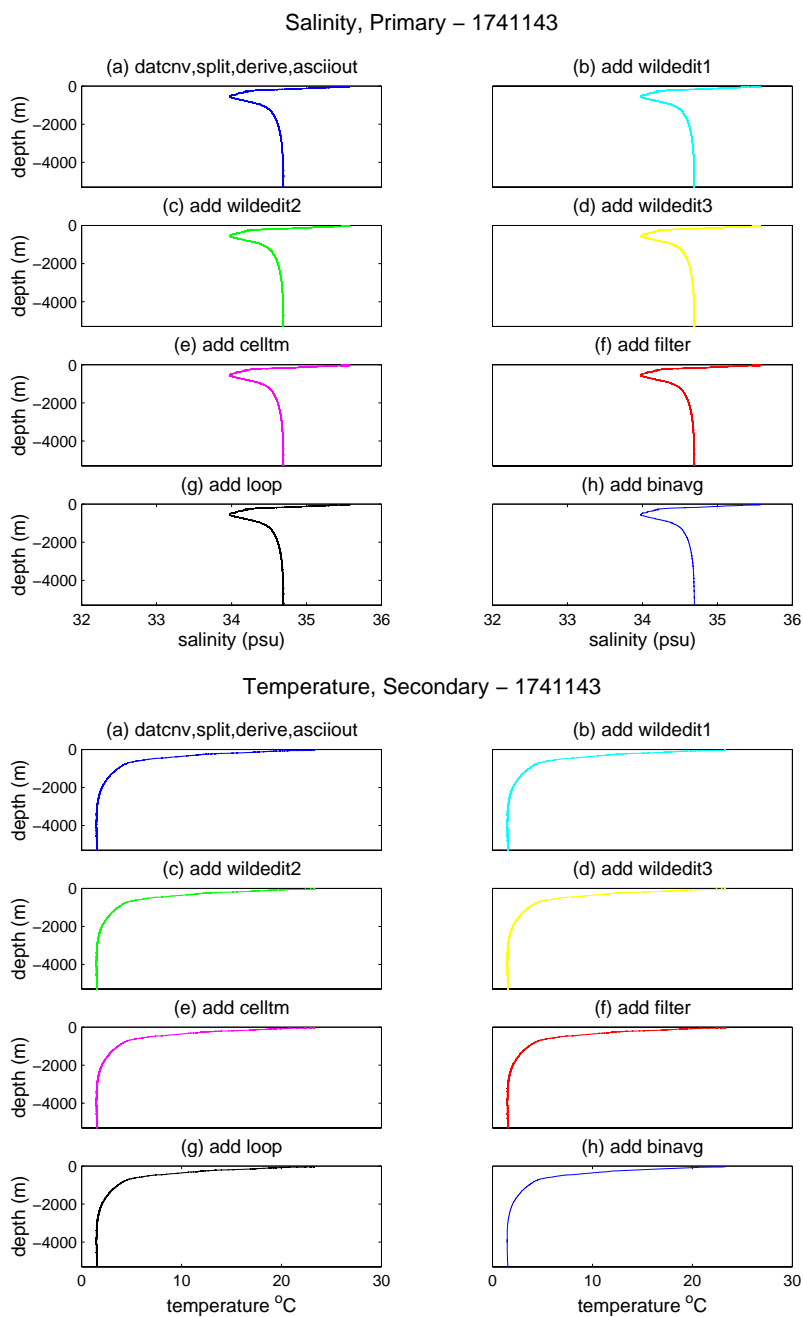 Salinity, Primary − 1741143
(a) datcnv,split,derive,asciiout
(b) add wildedit1
0
−2000
−4000
depth (m)
(c) add wildedit2
(d) add wildedit3
0
−2000
−4000
depth (m)
(e) add celltm
(f) add filter
0
−2000
−4000
depth (m)
(g) add loop
(h) add binavg
0
−2000
−4000
depth (m)
32 33 34 35 36
32 33 34 35 36
salinity (psu)
salinity (psu)
Temperature, Secondary − 1741143
(a) datcnv,split,derive,asciiout
(b) add wildedit1
0
−2000
−4000
depth (m)
(c) add wildedit2
(d) add wildedit3
0
−2000
−4000
depth (m)
(e) add celltm
(f) add filter
0
−2000
−4000
depth (m)
(g) add loop
(h) add binavg
0
−2000
−4000
depth (m)
0 10 20 30
0 10 20 30
temperature °C
temperature °C